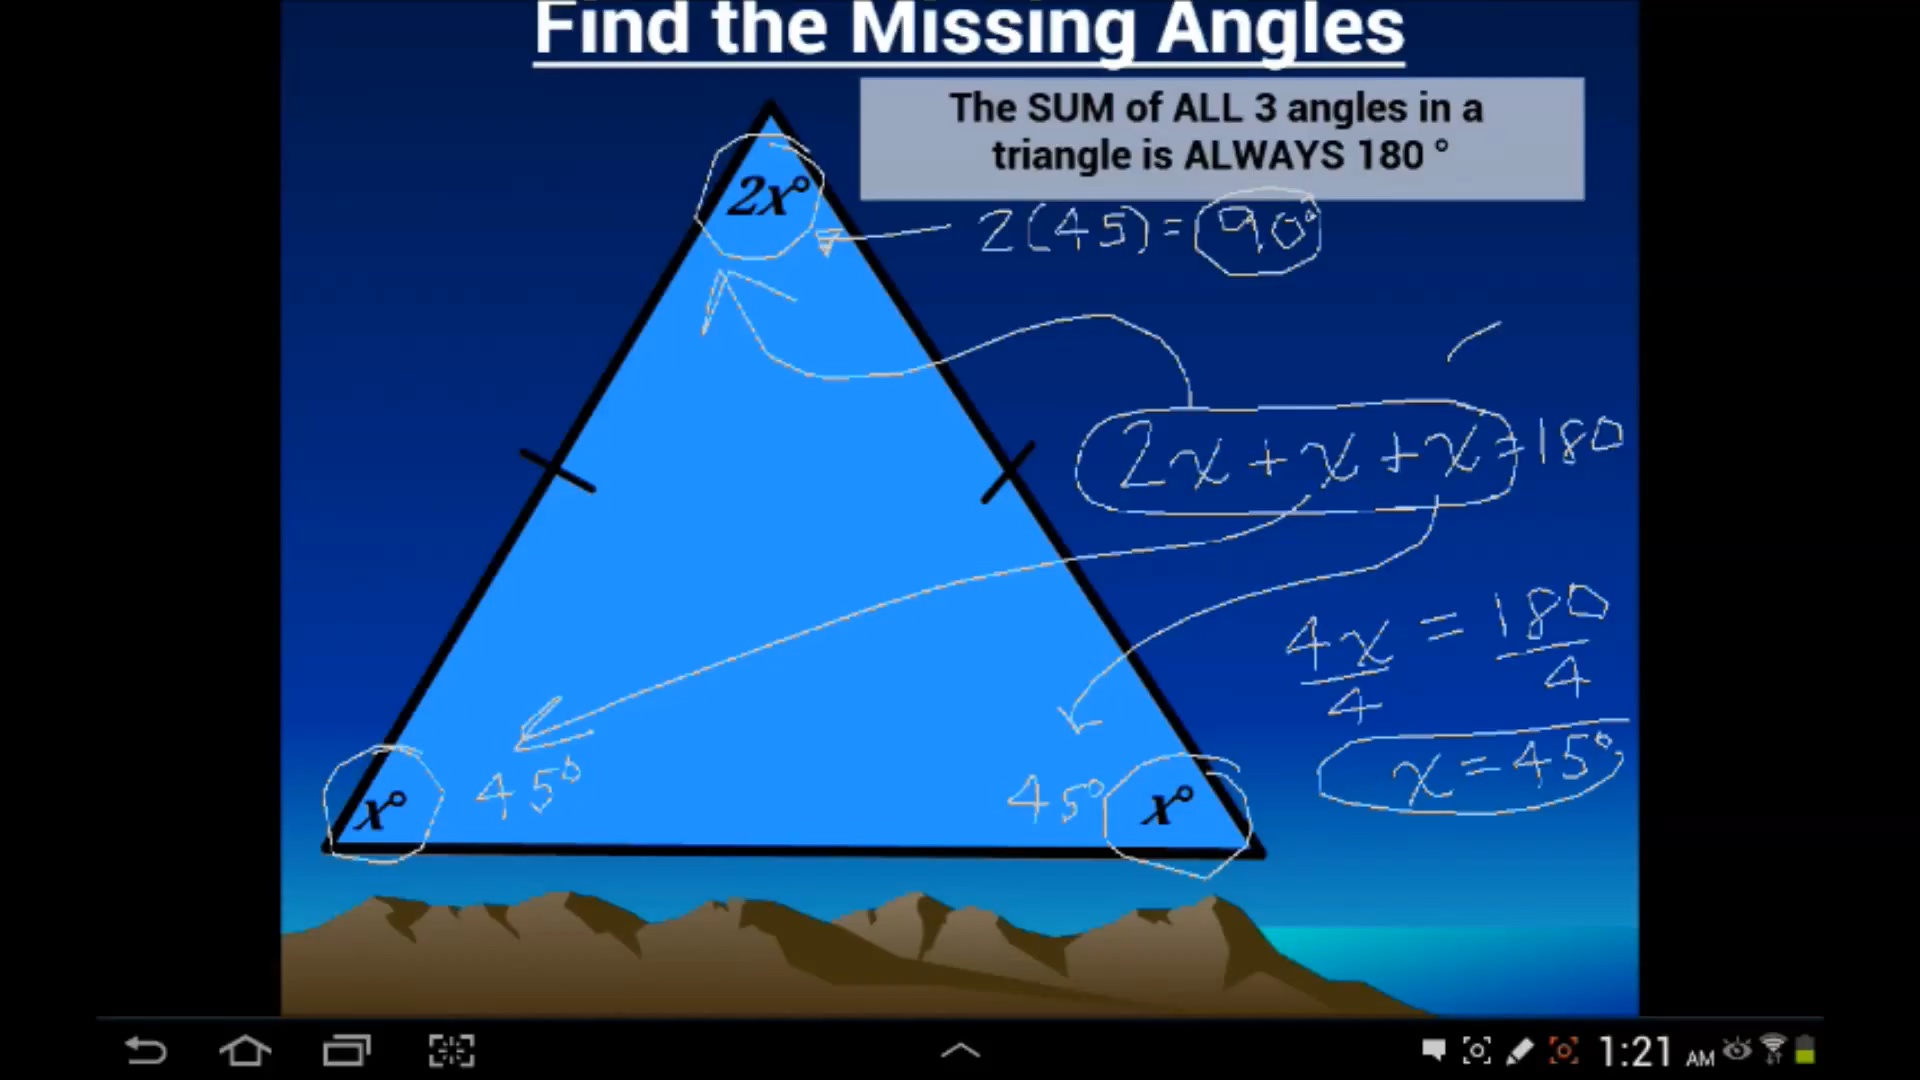 Find the Missing Angles
The SUM of ALL 3 angles in a
triangle is ALWAYS 180 °
2x°
2(45)=90°
2x+x+x=180
4x = 180
4 4
x=45°
x°
45°
45°
x°
1:21 AM